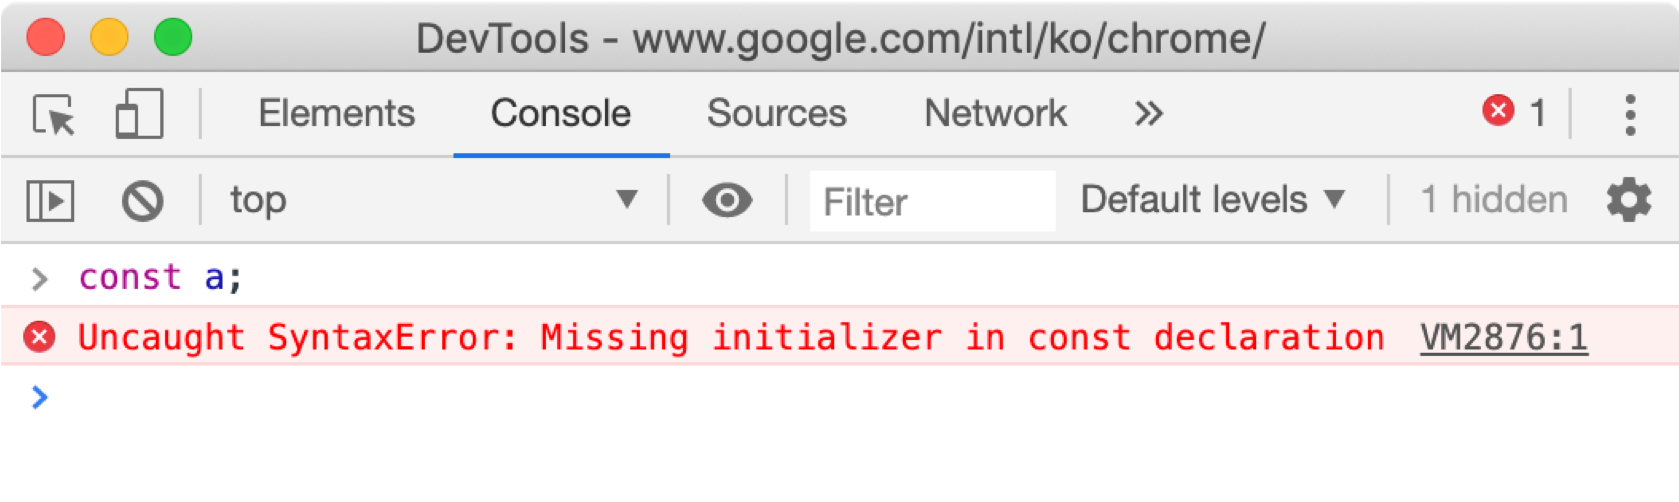 DevTools - www.google.com/intl/ko/chrome/
Elements Console Sources Network » 1
top ▼ Filter Default levels ▼ 1 hidden
> const a;
Uncaught SyntaxError: Missing initializer in const declaration VM2876:1
>